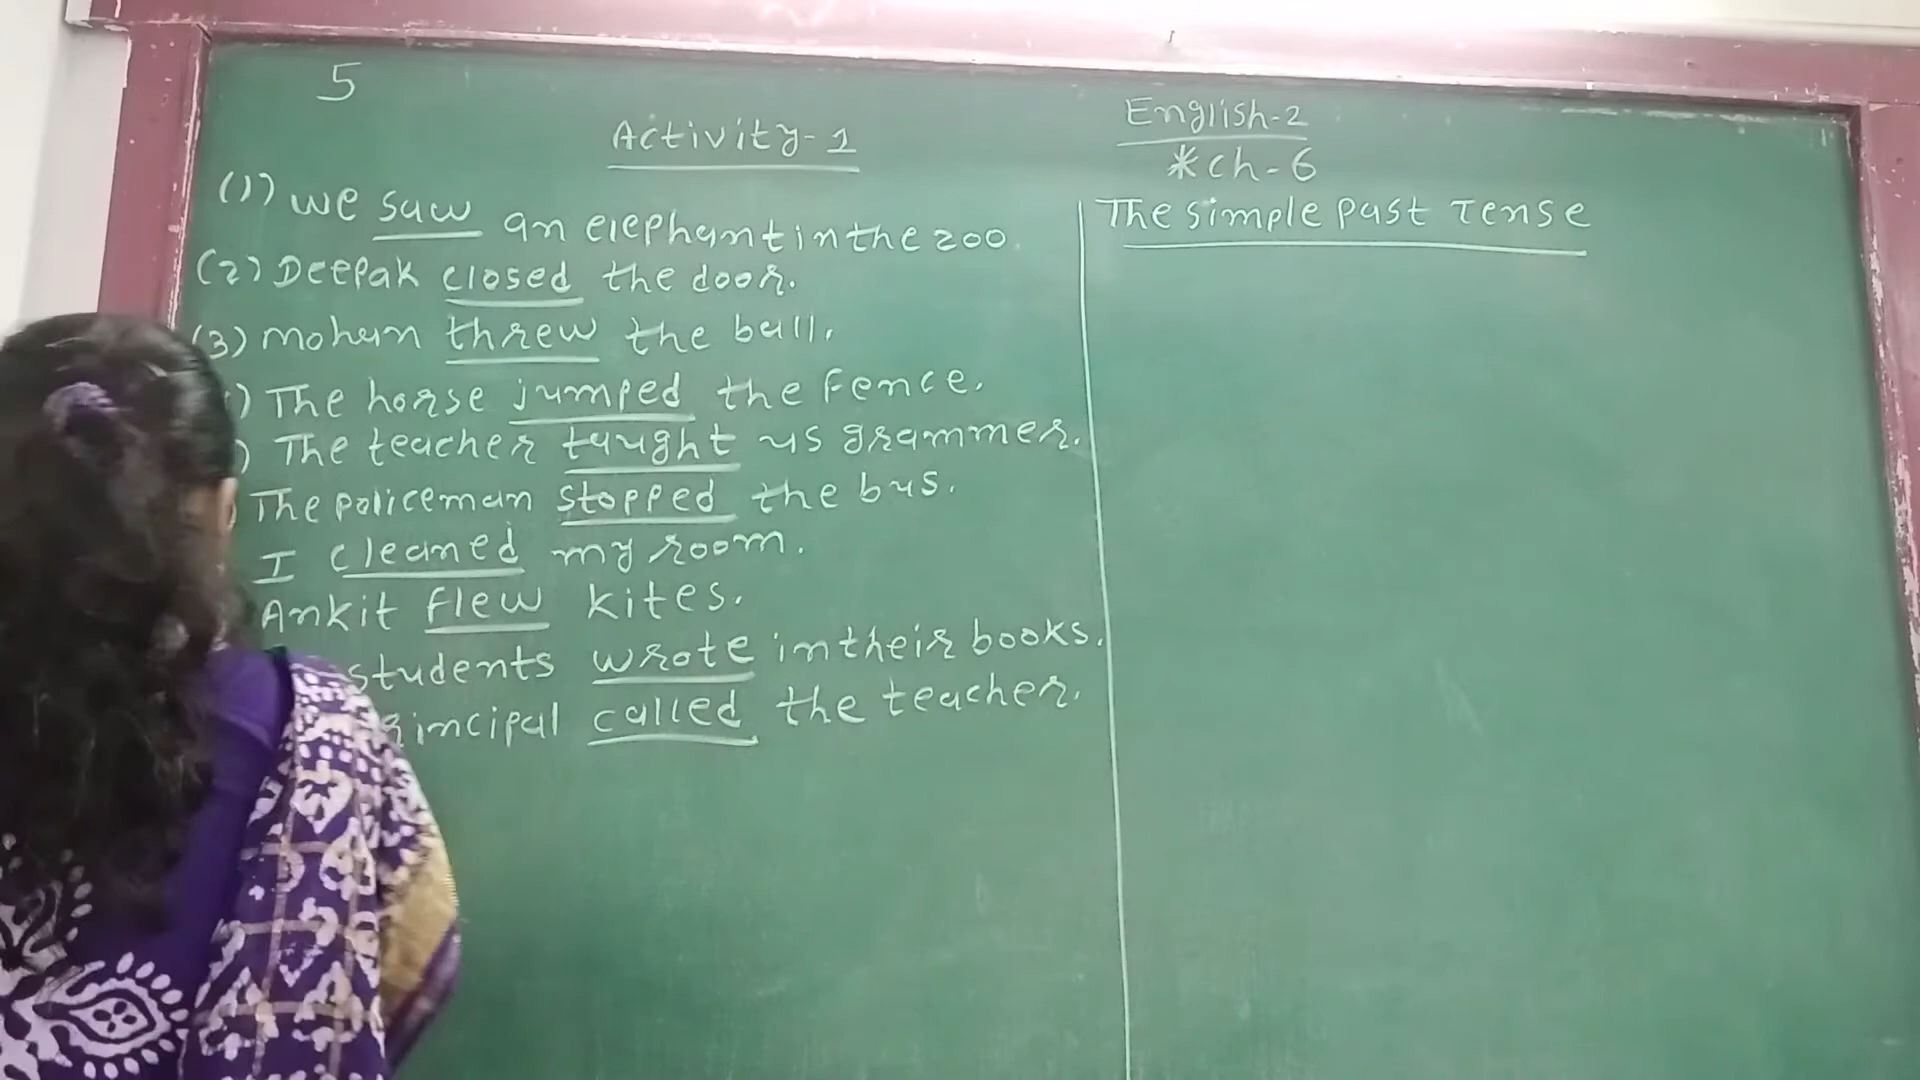 5
Activity-1
(1) we saw an elephant in the zoo.
(2) Deepak closed the door.
(3) mohan threw the ball.
) The horse jumped the fence.
) The teacher taught us grammer.
The policeman stopped the bus.
I cleaned my room.
Ankit flew kites.
students wrote in their books.
rincipal called the teacher.
English-2
*ch-6
The simple past Tense